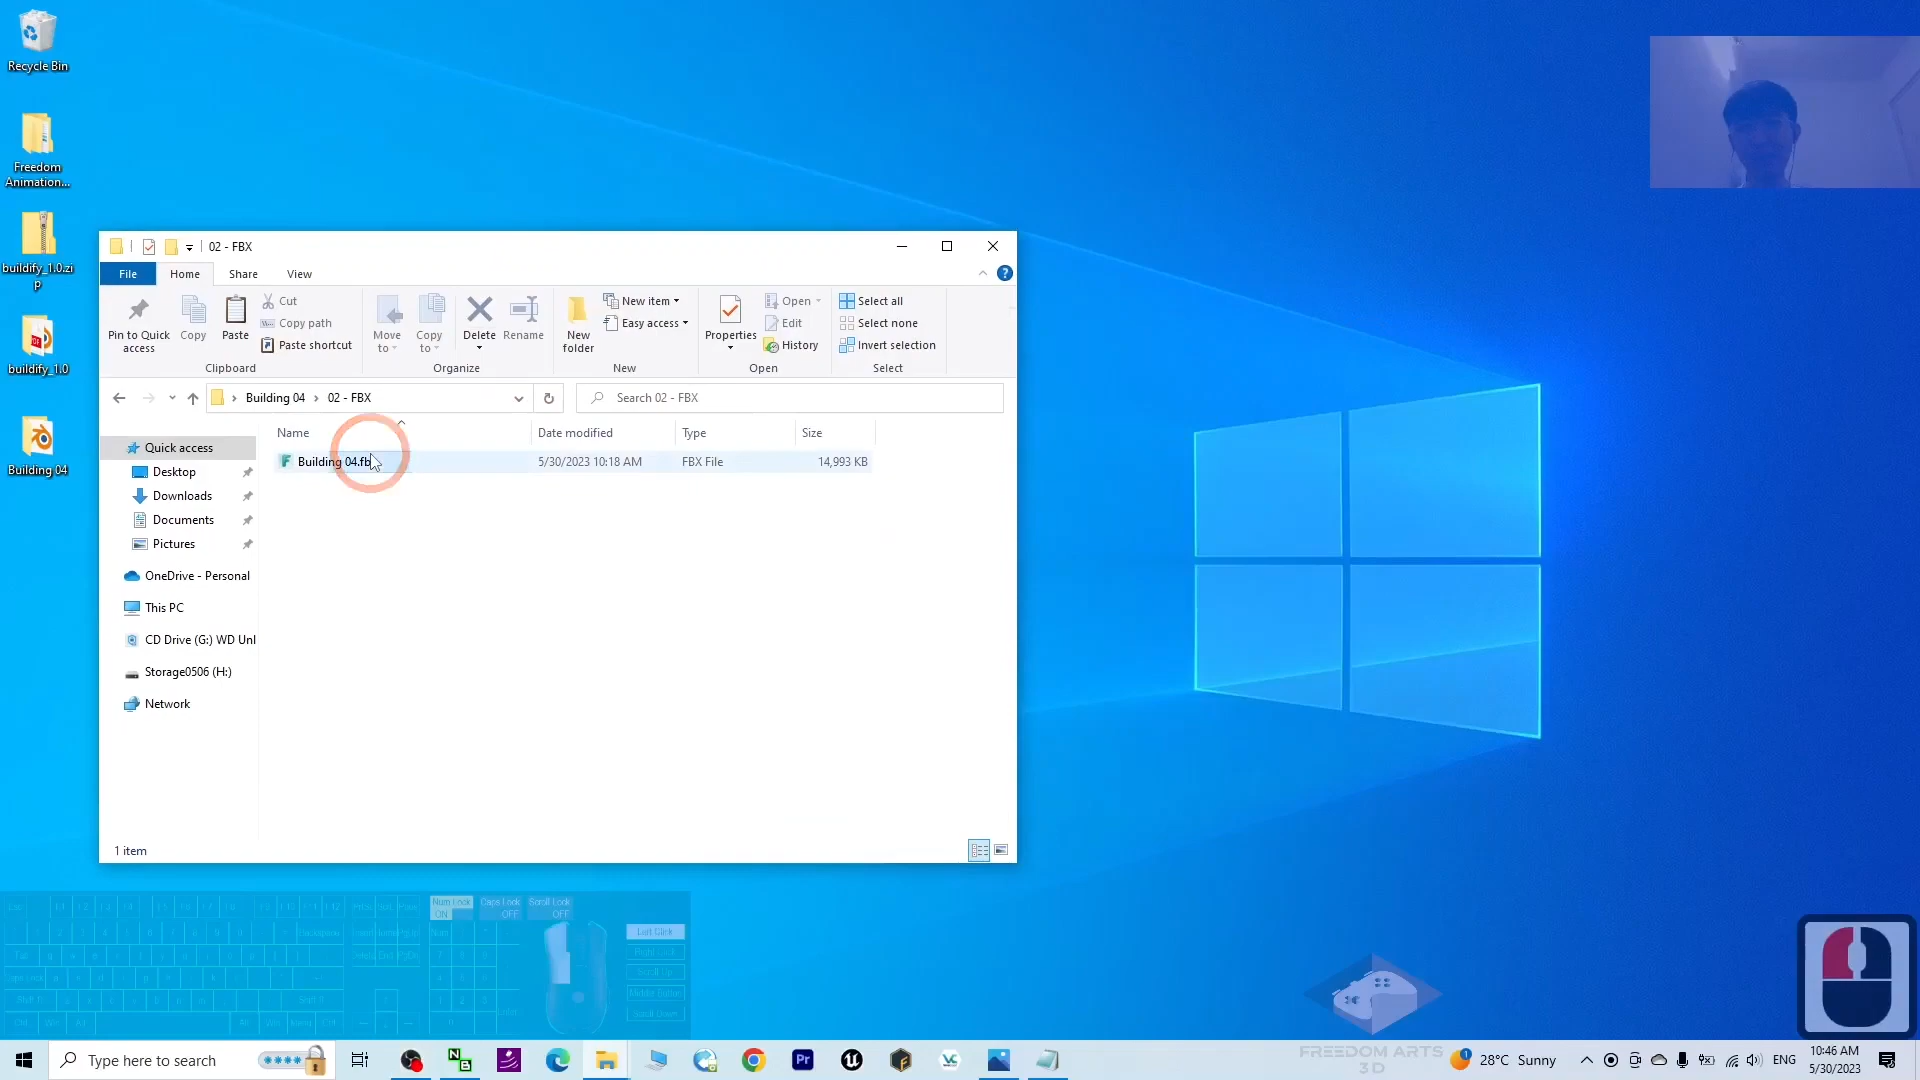 Recycle Bin
Freedom
Animation...
buildify_1.0.zi
p
buildify_1.0
Building 04
02 - FBX
File
Home
Share
View
Pin to Quick
access
Copy
Paste
Cut
Copy path
Paste shortcut
Clipboard
Move
to
Copy
to
Delete
Rename
Organize
New
folder
New item
Easy access
New
Properties
Open
Edit
History
Open
Select all
Select none
Invert selection
Select
Building 04 › 02 - FBX
Search 02 - FBX
Name
Date modified
Type
Size
Building 04.fb
5/30/2023 10:18 AM
FBX File
14,993 KB
Quick access
Desktop
Downloads
Documents
Pictures
OneDrive - Personal
This PC
CD Drive (G:) WD Unl
Storage0506 (H:)
Network
1 item
Num Lock
ON
Caps Lock
OFF
Scroll Lock
OFF
Left Click
Scroll Up
Middle Button
Scroll Down
FREEDOM ARTS
3D
Type here to search
28°C Sunny
ENG
10:46 AM
5/30/2023